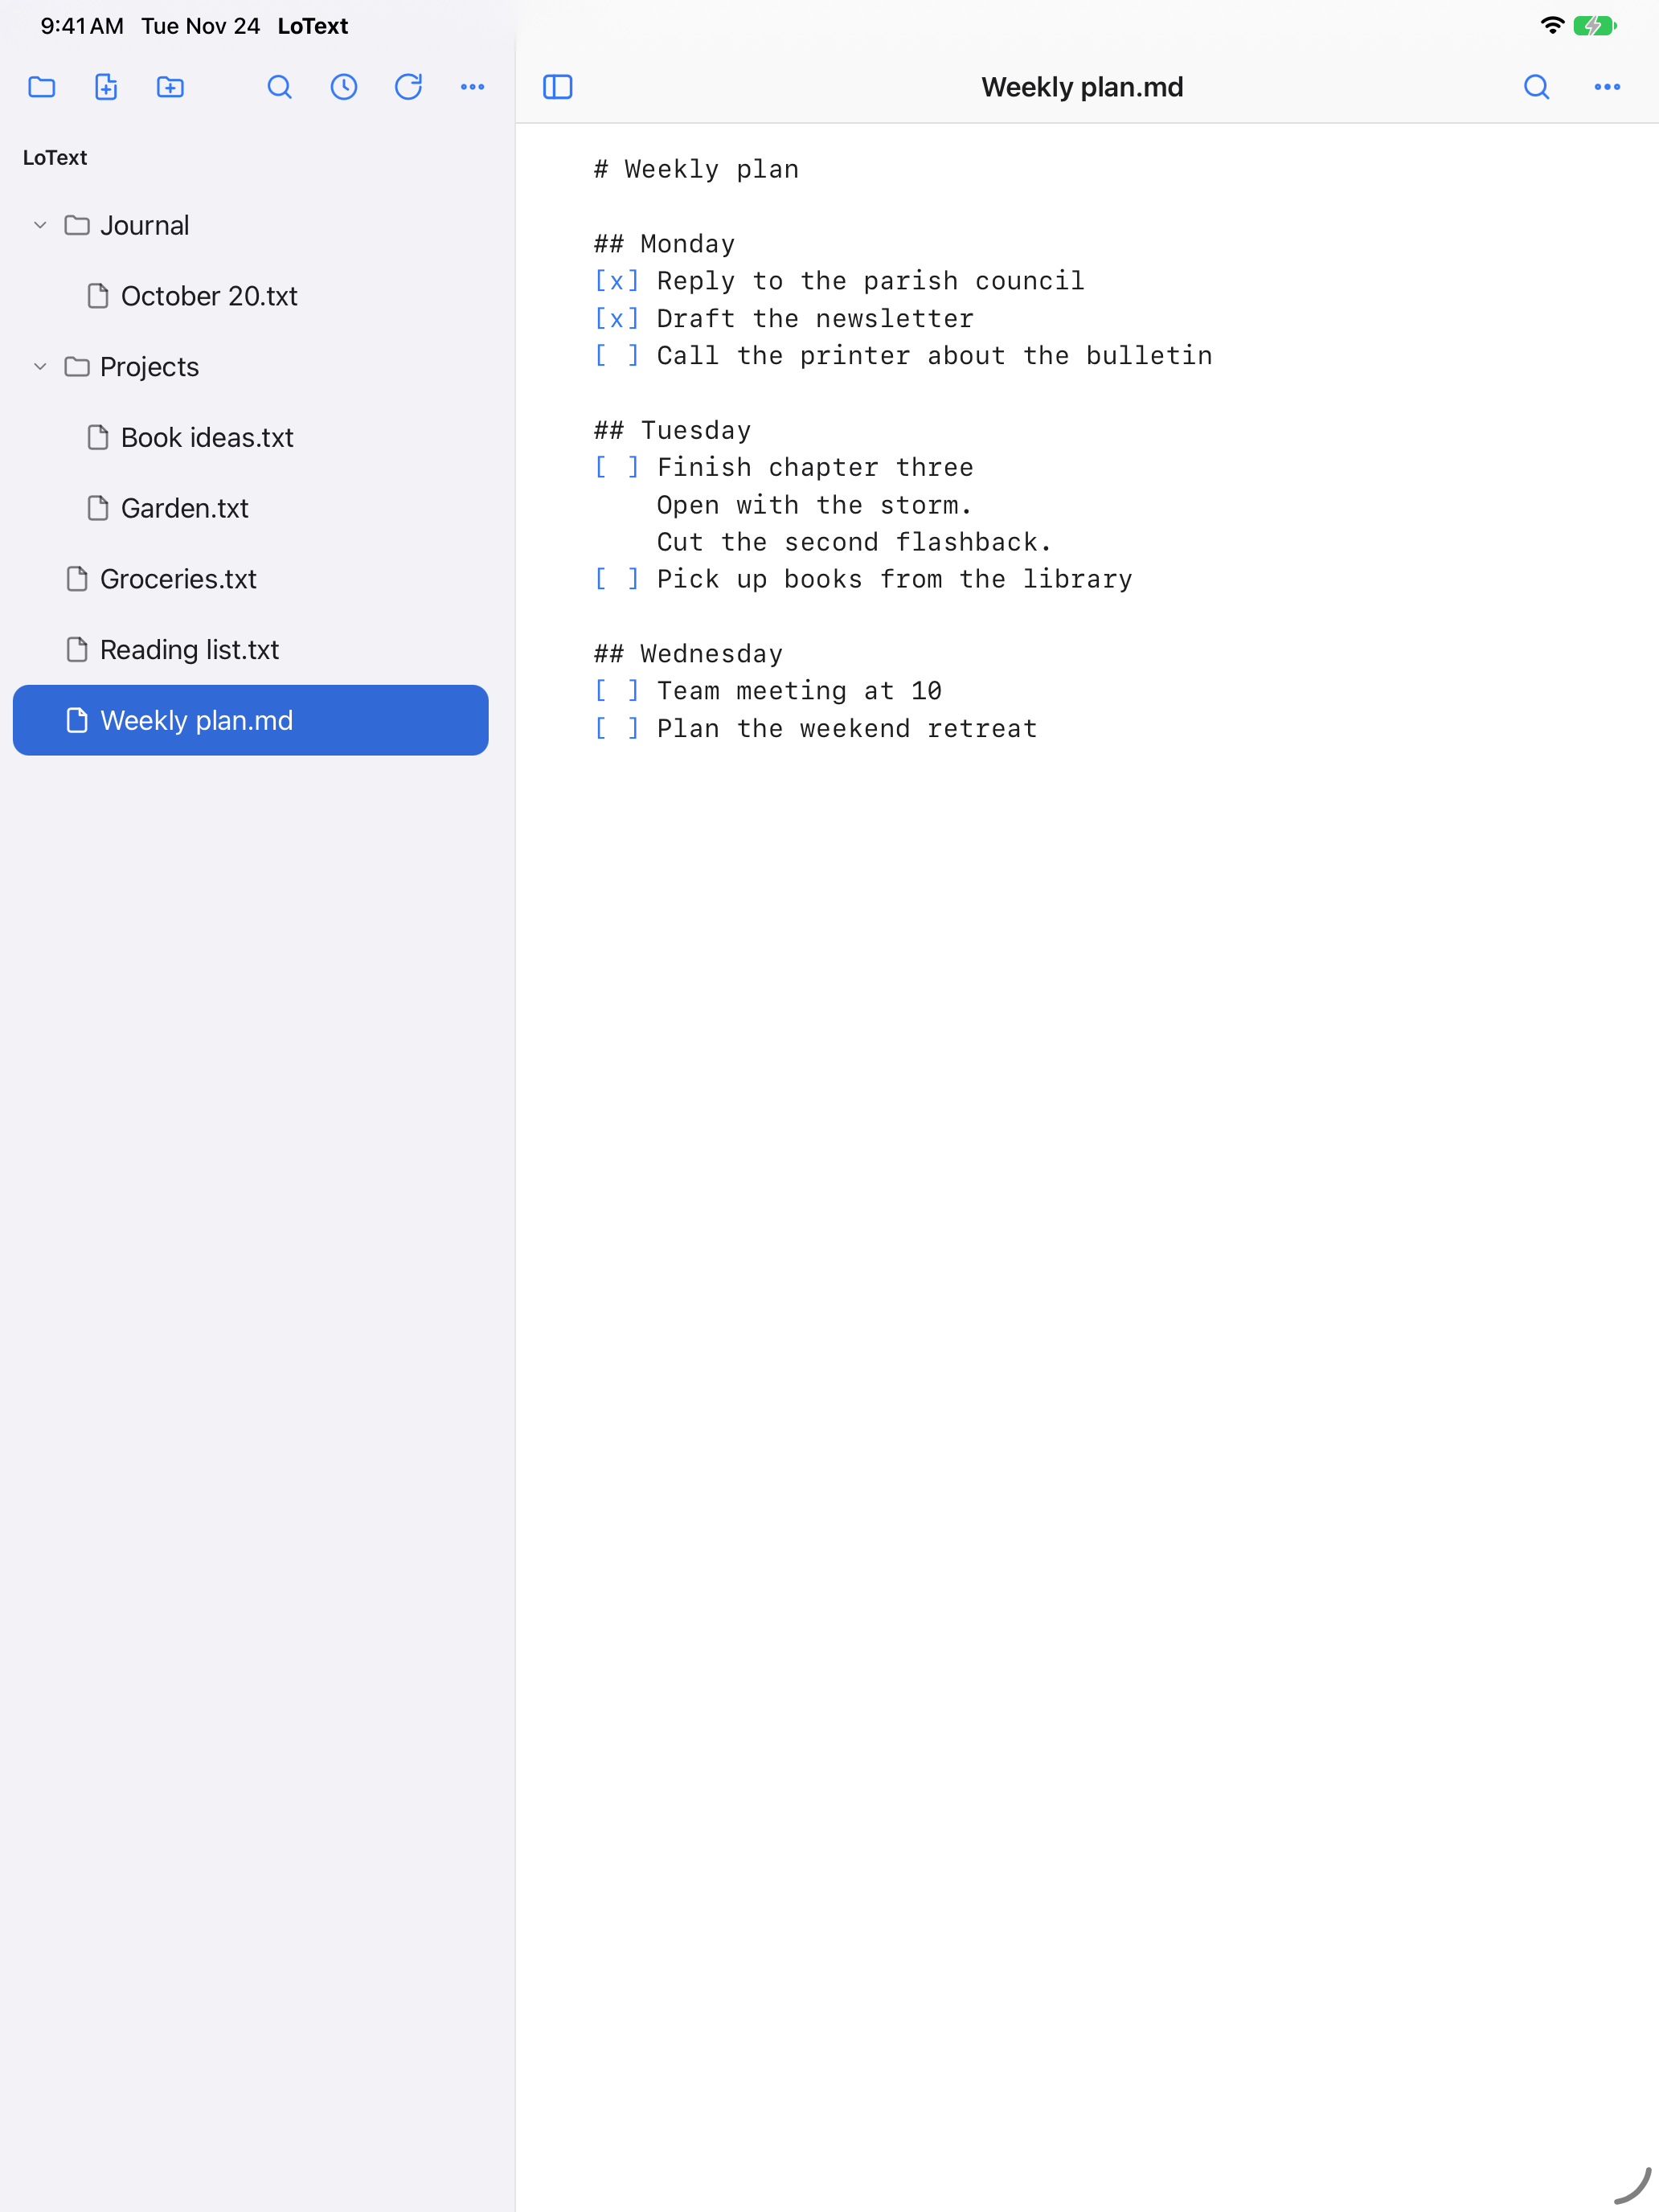 9:41 AM Tue Nov 24 LoText
Weekly plan.md
LoText
Journal
October 20.txt
Projects
Book ideas.txt
Garden.txt
Groceries.txt
Reading list.txt
Weekly plan.md
# Weekly plan
## Monday
[x] Reply to the parish council
[x] Draft the newsletter
[ ] Call the printer about the bulletin
## Tuesday
[ ] Finish chapter three
Open with the storm.
Cut the second flashback.
[ ] Pick up books from the library
## Wednesday
[ ] Team meeting at 10
[ ] Plan the weekend retreat